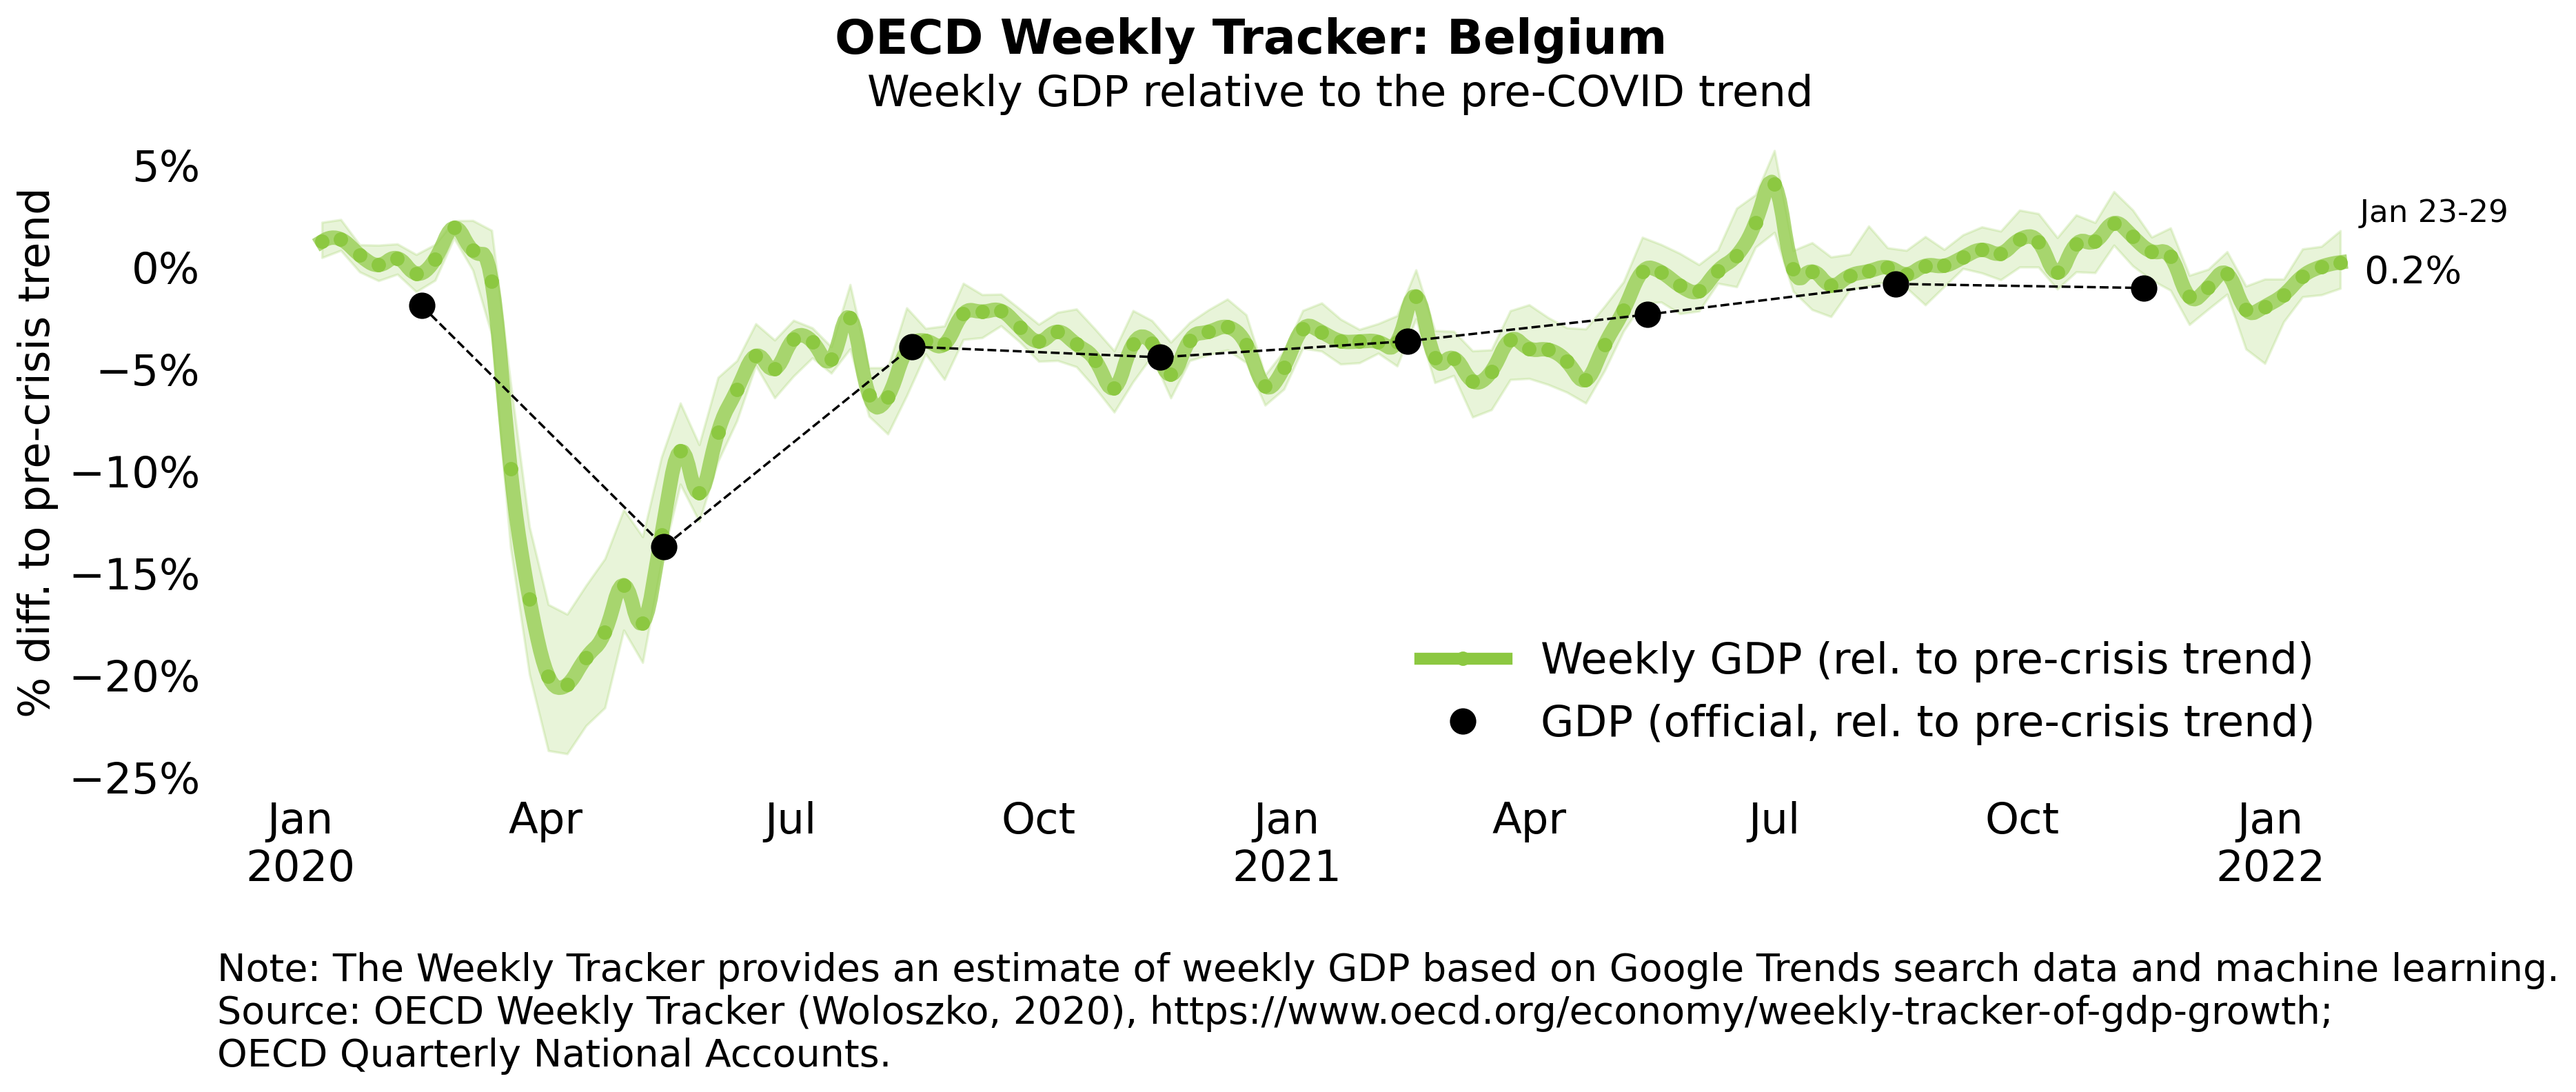 OECD Weekly Tracker: Belgium
Weekly GDP relative to the pre-COVID trend
% diff. to pre-crisis trend
5%
0%
−5%
−10%
−15%
−20%
−25%
Jan 23-29
0.2%
Weekly GDP (rel. to pre-crisis trend)
GDP (official, rel. to pre-crisis trend)
Jan Apr Jul Oct Jan Apr Jul Oct Jan
2020 2021 2022
Note: The Weekly Tracker provides an estimate of weekly GDP based on Google Trends search data and machine learning.
Source: OECD Weekly Tracker (Woloszko, 2020), https://www.oecd.org/economy/weekly-tracker-of-gdp-growth;
OECD Quarterly National Accounts.